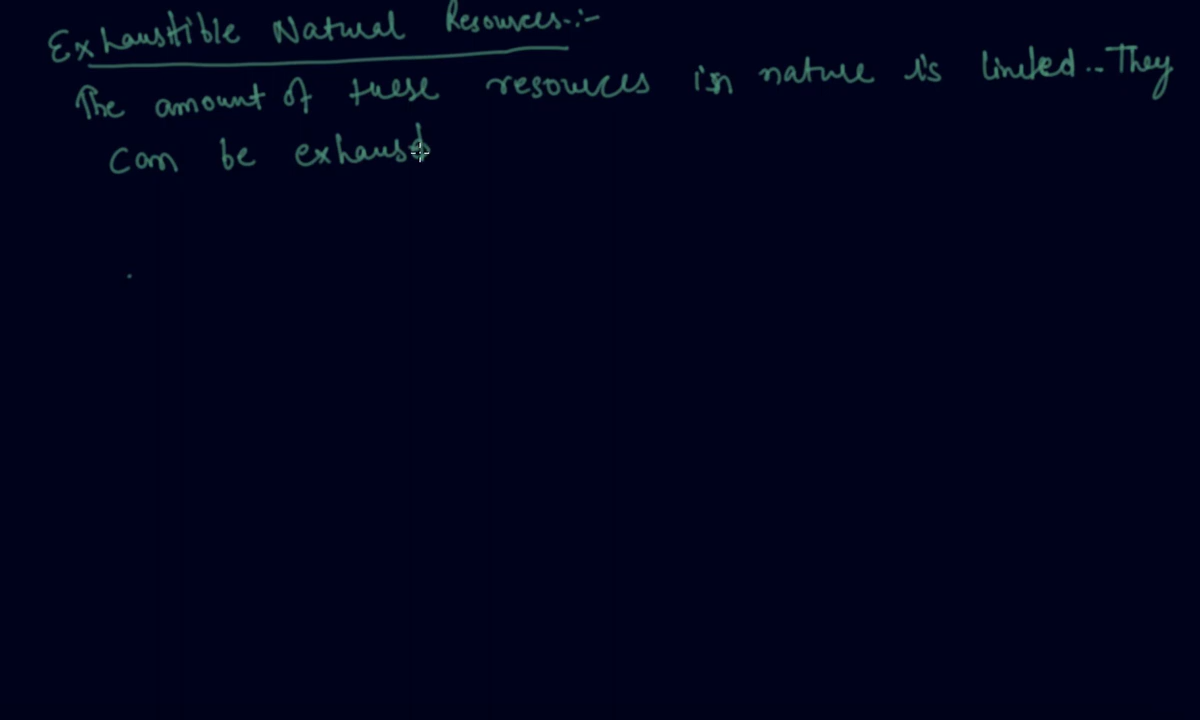 Exhaustible Natural Resources:-
The amount of these resources in nature is limited.. They
can be exhaust